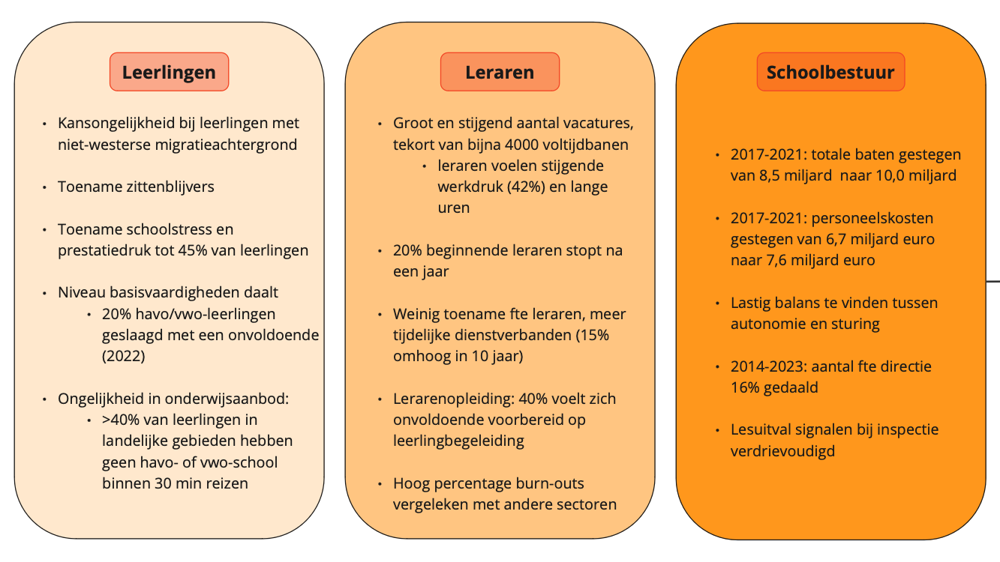 Leerlingen
• Kansongelijkheid bij leerlingen met
niet-westerse migratieachtergrond
• Toename zittenblijvers
• Toename schoolstress en
prestatiedruk tot 45% van leerlingen
• Niveau basisvaardigheden daalt
• 20% havo/vwo-leerlingen
geslaagd met een onvoldoende
(2022)
• Ongelijkheid in onderwijsaanbod:
• >40% van leerlingen in
landelijke gebieden hebben
geen havo- of vwo-school
binnen 30 min reizen
Leraren
• Groot en stijgend aantal vacatures,
tekort van bijna 4000 voltijdbanen
• leraren voelen stijgende
werkdruk (42%) en lange
uren
• 20% beginnende leraren stopt na
een jaar
• Weinig toename fte leraren, meer
tijdelijke dienstverbanden (15%
omhoog in 10 jaar)
• Lerarenopleiding: 40% voelt zich
onvoldoende voorbereid op
leerlingbegeleiding
• Hoog percentage burn-outs
vergeleken met andere sectoren
Schoolbestuur
• 2017-2021: totale baten gestegen
van 8,5 miljard  naar 10,0 miljard
• 2017-2021: personeelskosten
gestegen van 6,7 miljard euro
naar 7,6 miljard euro
• Lastig balans te vinden tussen
autonomie en sturing
• 2014-2023: aantal fte directie
16% gedaald
• Lesuitval signalen bij inspectie
verdrievoudigd